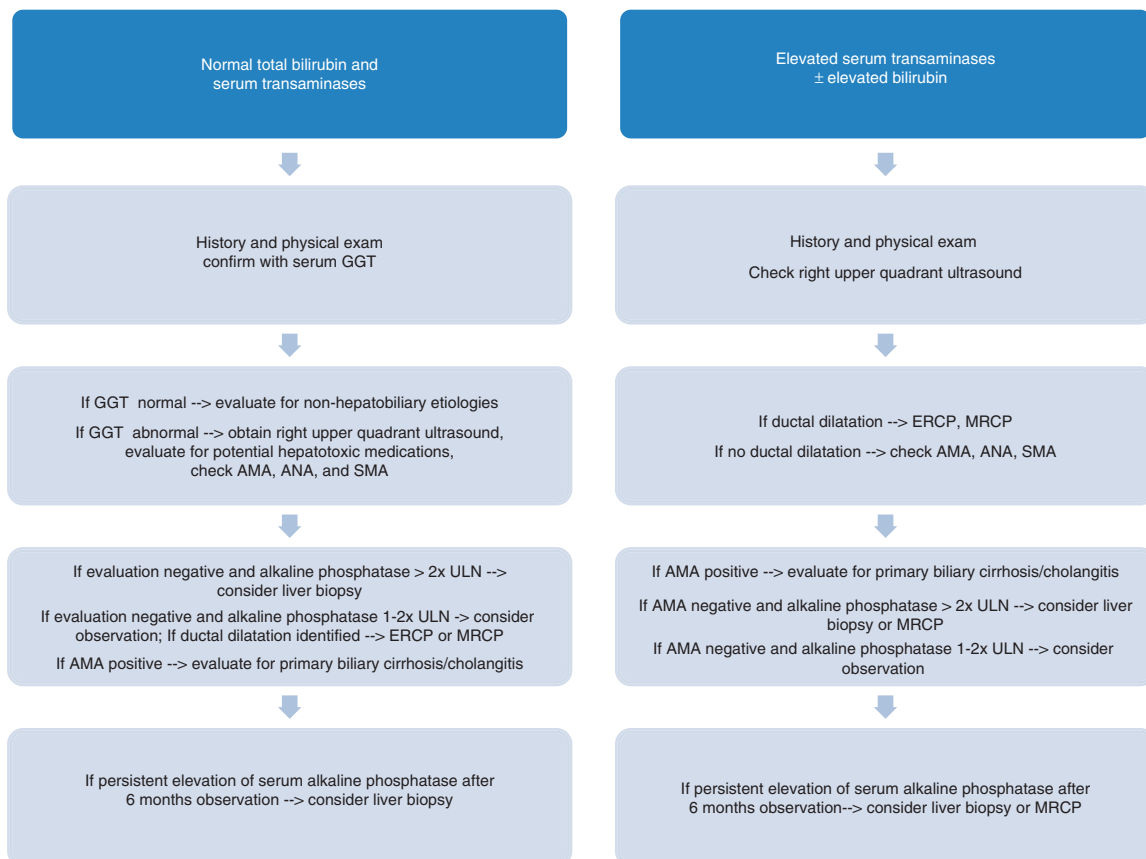 Normal total bilirubin and
serum transaminases
History and physical exam
confirm with serum GGT
If GGT normal --> evaluate for non-hepatobiliary etiologies
If GGT abnormal --> obtain right upper quadrant ultrasound,
evaluate for potential hepatotoxic medications,
check AMA, ANA, and SMA
If evaluation negative and alkaline phosphatase > 2x ULN -->
consider liver biopsy
If evaluation negative and alkaline phosphatase 1-2x ULN -> consider
observation; If ductal dilatation identified --> ERCP or MRCP
If AMA positive --> evaluate for primary biliary cirrhosis/cholangitis
If persistent elevation of serum alkaline phosphatase after
6 months observation --> consider liver biopsy
Elevated serum transaminases
± elevated bilirubin
History and physical exam
Check right upper quadrant ultrasound
If ductal dilatation --> ERCP, MRCP
If no ductal dilatation --> check AMA, ANA, SMA
If AMA positive --> evaluate for primary biliary cirrhosis/cholangitis
If AMA negative and alkaline phosphatase > 2x ULN --> consider liver
biopsy or MRCP
If AMA negative and alkaline phosphatase 1-2x ULN --> consider
observation
If persistent elevation of serum alkaline phosphatase after
6 months observation--> consider liver biopsy or MRCP